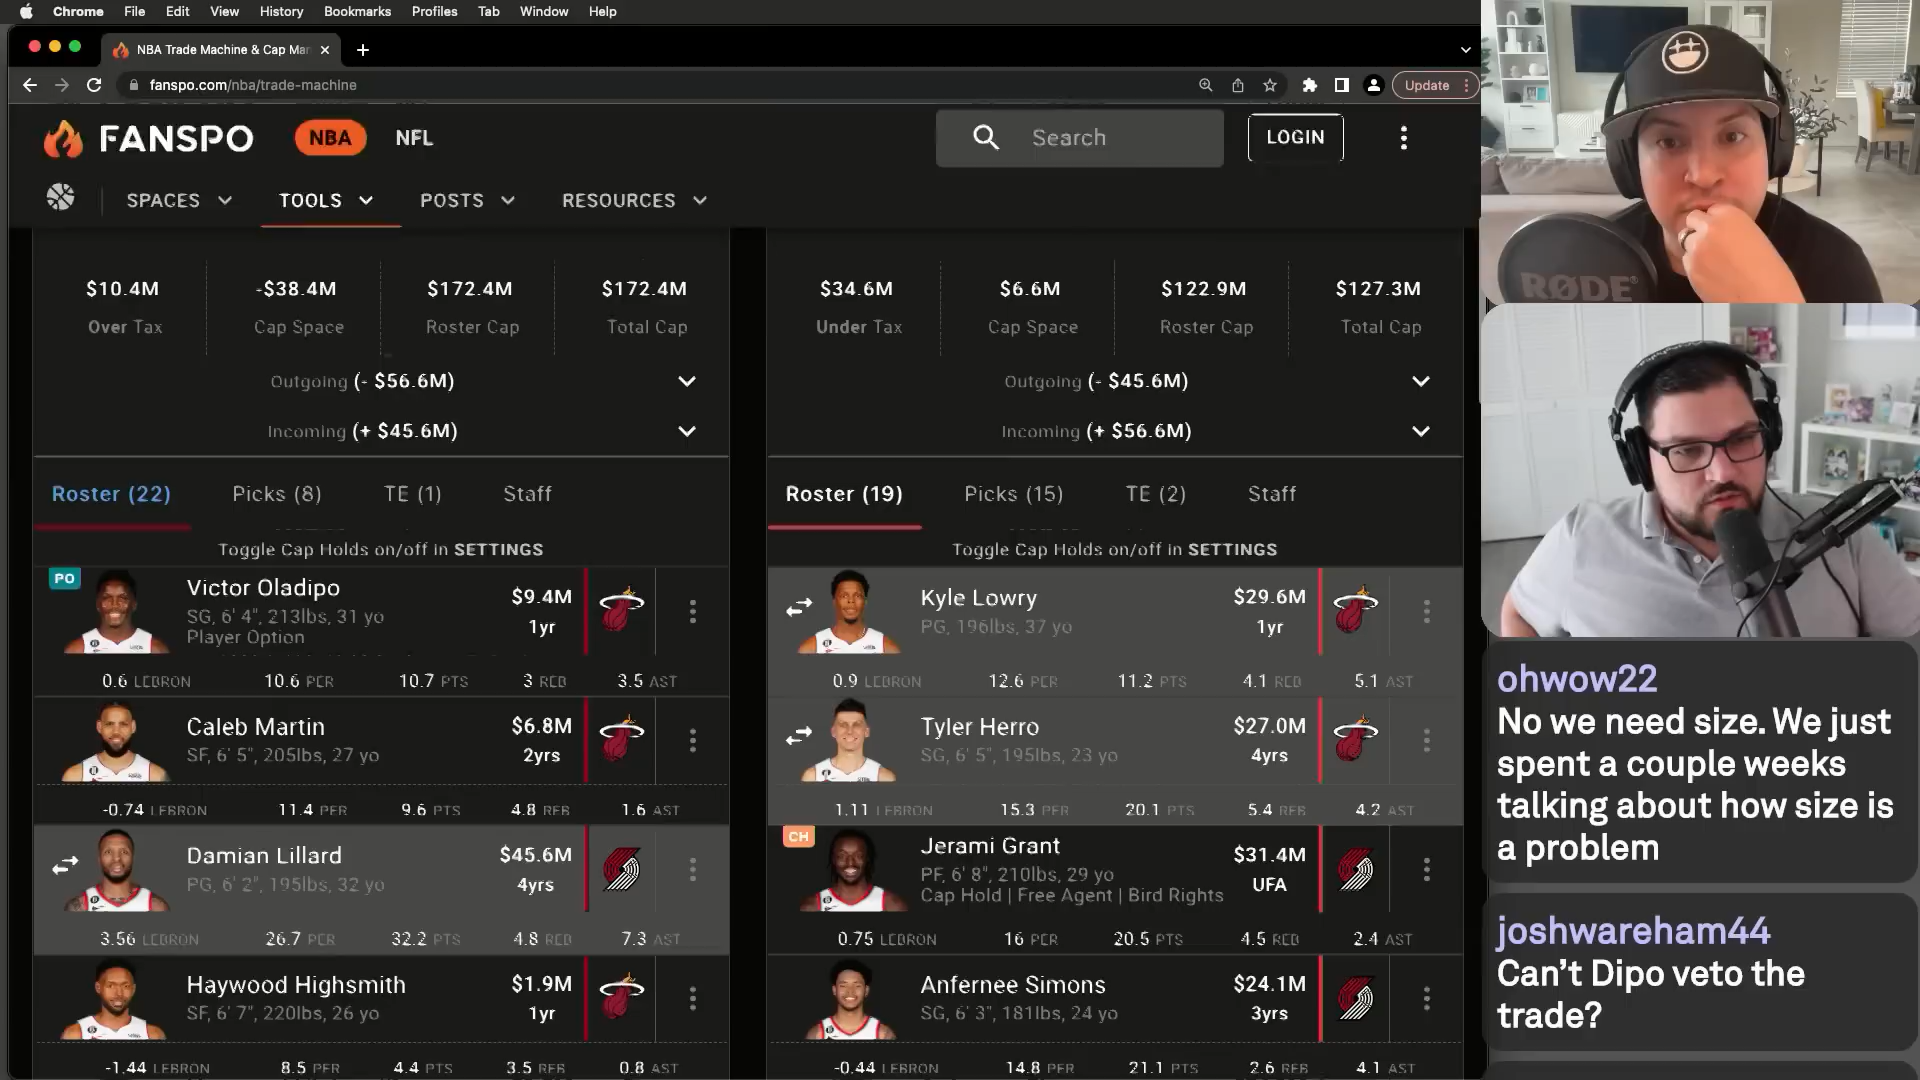 Chrome File Edit View History Bookmarks Profiles Tab Window Help
NBA Trade Machine & Cap Man
fanspo.com/nba/trade-machine
Update
FANSPO NBA NFL Search LOGIN
SPACES TOOLS POSTS RESOURCES
$10.4M -$38.4M $172.4M $172.4M
Over Tax Cap Space Roster Cap Total Cap
Outgoing (- $56.6M)
Incoming (+ $45.6M)
Roster (22) Picks (8) TE (1) Staff
Toggle Cap Holds on/off in SETTINGS
PO Victor Oladipo $9.4M
SG, 6' 4", 213lbs, 31 yo 1yr
Player Option
0.6 LEBRON 10.6 PER 10.7 PTS 3 REB 3.5 AST
Caleb Martin $6.8M
SF, 6' 5", 205lbs, 27 yo 2yrs
-0.74 LEBRON 11.4 PER 9.6 PTS 4.8 REB 1.6 AST
Damian Lillard $45.6M
PG, 6' 2", 195lbs, 32 yo 4yrs
3.56 LEBRON 26.7 PER 32.2 PTS 4.8 REB 7.3 AST
Haywood Highsmith $1.9M
SF, 6' 7", 220lbs, 26 yo 1yr
-1.44 LEBRON 8.5 PER 4.4 PTS 3.5 REB 0.8 AST
$34.6M $6.6M $122.9M $127.3M
Under Tax Cap Space Roster Cap Total Cap
Outgoing (- $45.6M)
Incoming (+ $56.6M)
Roster (19) Picks (15) TE (2) Staff
Toggle Cap Holds on/off in SETTINGS
Kyle Lowry $29.6M
PG, 196lbs, 37 yo 1yr
0.9 LEBRON 12.6 PER 11.2 PTS 4.1 REB 5.1 AST
Tyler Herro $27.0M
SG, 6' 5", 195lbs, 23 yo 4yrs
1.11 LEBRON 15.3 PER 20.1 PTS 5.4 REB 4.2 AST
CH Jerami Grant $31.4M
PF, 6' 8", 210lbs, 29 yo UFA
Cap Hold | Free Agent | Bird Rights
0.75 LEBRON 16 PER 20.5 PTS 4.5 REB 2.4 AST
Anfernee Simons $24.1M
SG, 6' 3", 181lbs, 24 yo 3yrs
-0.44 LEBRON 14.8 PER 21.1 PTS 2.6 REB 4.1 AST
RØDE
ohwow22
No we need size. We just
spent a couple weeks
talking about how size is
a problem
joshwareham44
Can't Dipo veto the
trade?